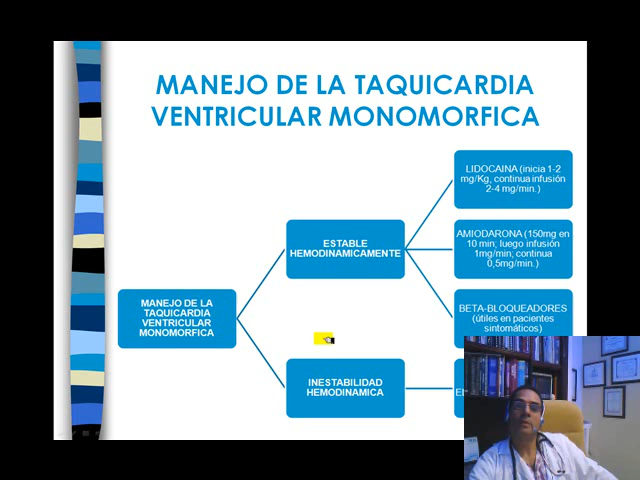 MANEJO DE LA TAQUICARDIA
VENTRICULAR MONOMORFICA
LIDOCAINA (inicia 1-2
mg/Kg, continua infusión
2-4 mg/min.)
ESTABLE
HEMODINAMICAMENTE
AMIODARONA (150mg en
10 min; luego infusión
1mg/min; continua
0,5mg/min.)
MANEJO DE LA
TAQUICARDIA
VENTRICULAR
MONOMORFICA
BETA-BLOQUEADORES
(útiles en pacientes
sintomáticos)
INESTABILIDAD
HEMODINAMICA